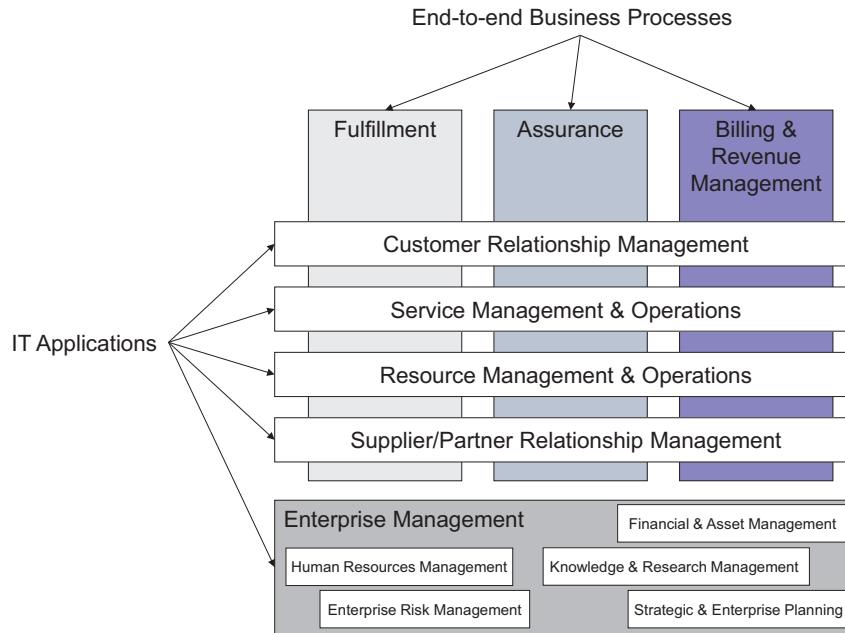 End-to-end Business Processes
Fulfillment
Assurance
Billing &
Revenue
Management
Customer Relationship Management
Service Management & Operations
IT Applications
Resource Management & Operations
Supplier/Partner Relationship Management
Enterprise Management
Financial & Asset Management
Human Resources Management
Knowledge & Research Management
Enterprise Risk Management
Strategic & Enterprise Planning